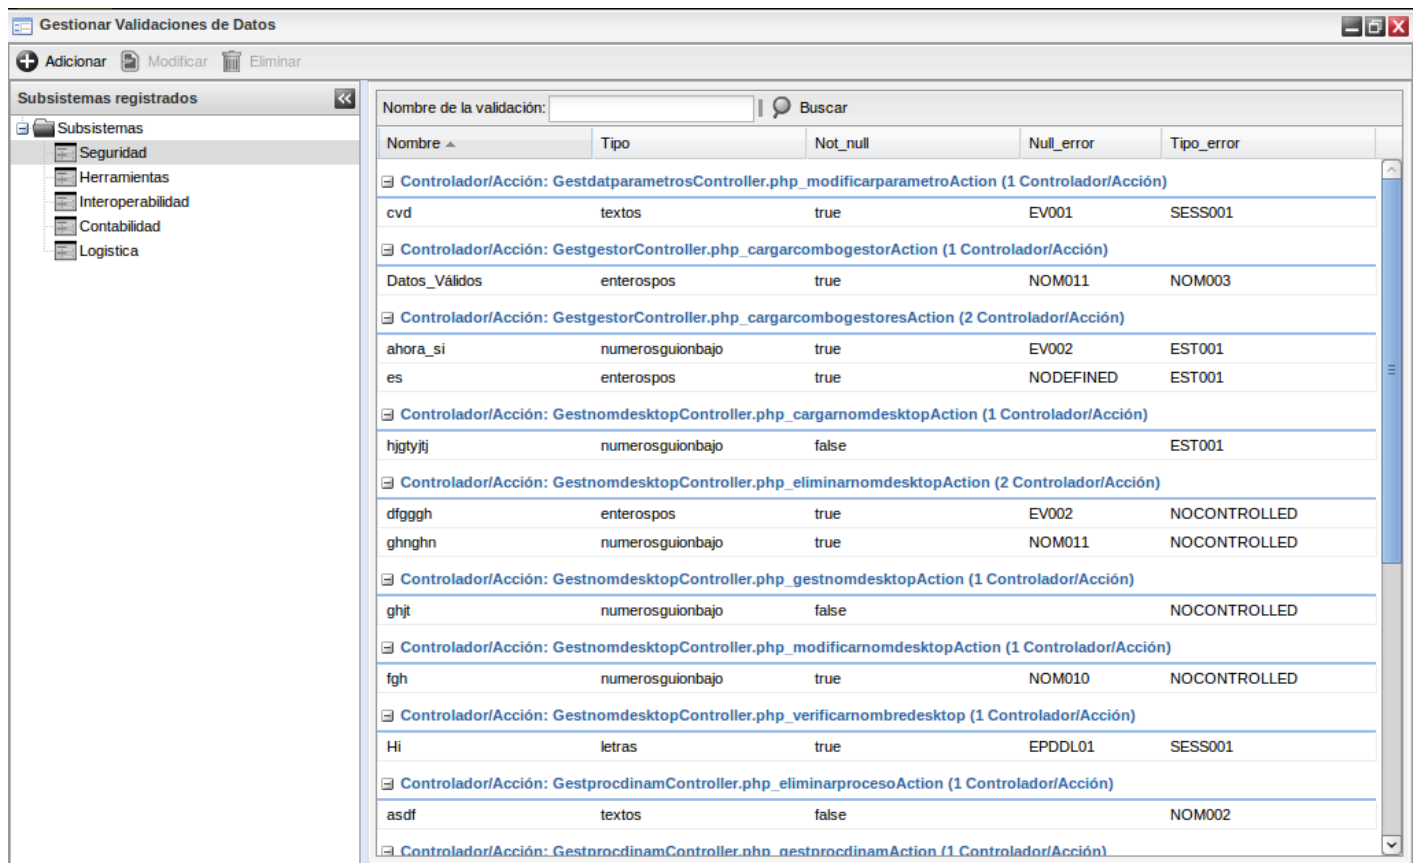 Gestionar Validaciones de Datos
Adicionar Modificar Eliminar
Subsistemas registrados
Subsistemas
Seguridad
Herramientas
Interoperabilidad
Contabilidad
Logistica
Nombre de la validación: Buscar
Nombre Tipo Not_null Null_error Tipo_error
Controlador/Acción: GestdatparametrosController.php_modificarparametroAction (1 Controlador/Acción)
cvd textos true EV001 SESS001
Controlador/Acción: GestgestorController.php_cargarcombogestorAction (1 Controlador/Acción)
Datos_Válidos enterospos true NOM011 NOM003
Controlador/Acción: GestgestorController.php_cargarcombogestoresAction (2 Controlador/Acción)
ahora_si numerosguionbajo true EV002 EST001
es enterospos true NODEFINED EST001
Controlador/Acción: GestnomdesktopController.php_cargarnomdesktopAction (1 Controlador/Acción)
hjgtyjtj numerosguionbajo false EST001
Controlador/Acción: GestnomdesktopController.php_eliminarnomdesktopAction (2 Controlador/Acción)
dfgggh enterospos true EV002 NOCONTROLLED
ghnghn numerosguionbajo true NOM011 NOCONTROLLED
Controlador/Acción: GestnomdesktopController.php_gestnomdesktopAction (1 Controlador/Acción)
ghjt numerosguionbajo false NOCONTROLLED
Controlador/Acción: GestnomdesktopController.php_modificarnomdesktopAction (1 Controlador/Acción)
fgh numerosguionbajo true NOM010 NOCONTROLLED
Controlador/Acción: GestnomdesktopController.php_verificarnombredesktop (1 Controlador/Acción)
Hi letras true EPDDL01 SESS001
Controlador/Acción: GestprocdinamController.php_eliminarprocesoAction (1 Controlador/Acción)
asdf textos false NOM002
Controlador/Acción: GestprocdinamController.php_gestprocdinamAction (1 Controlador/Acción)